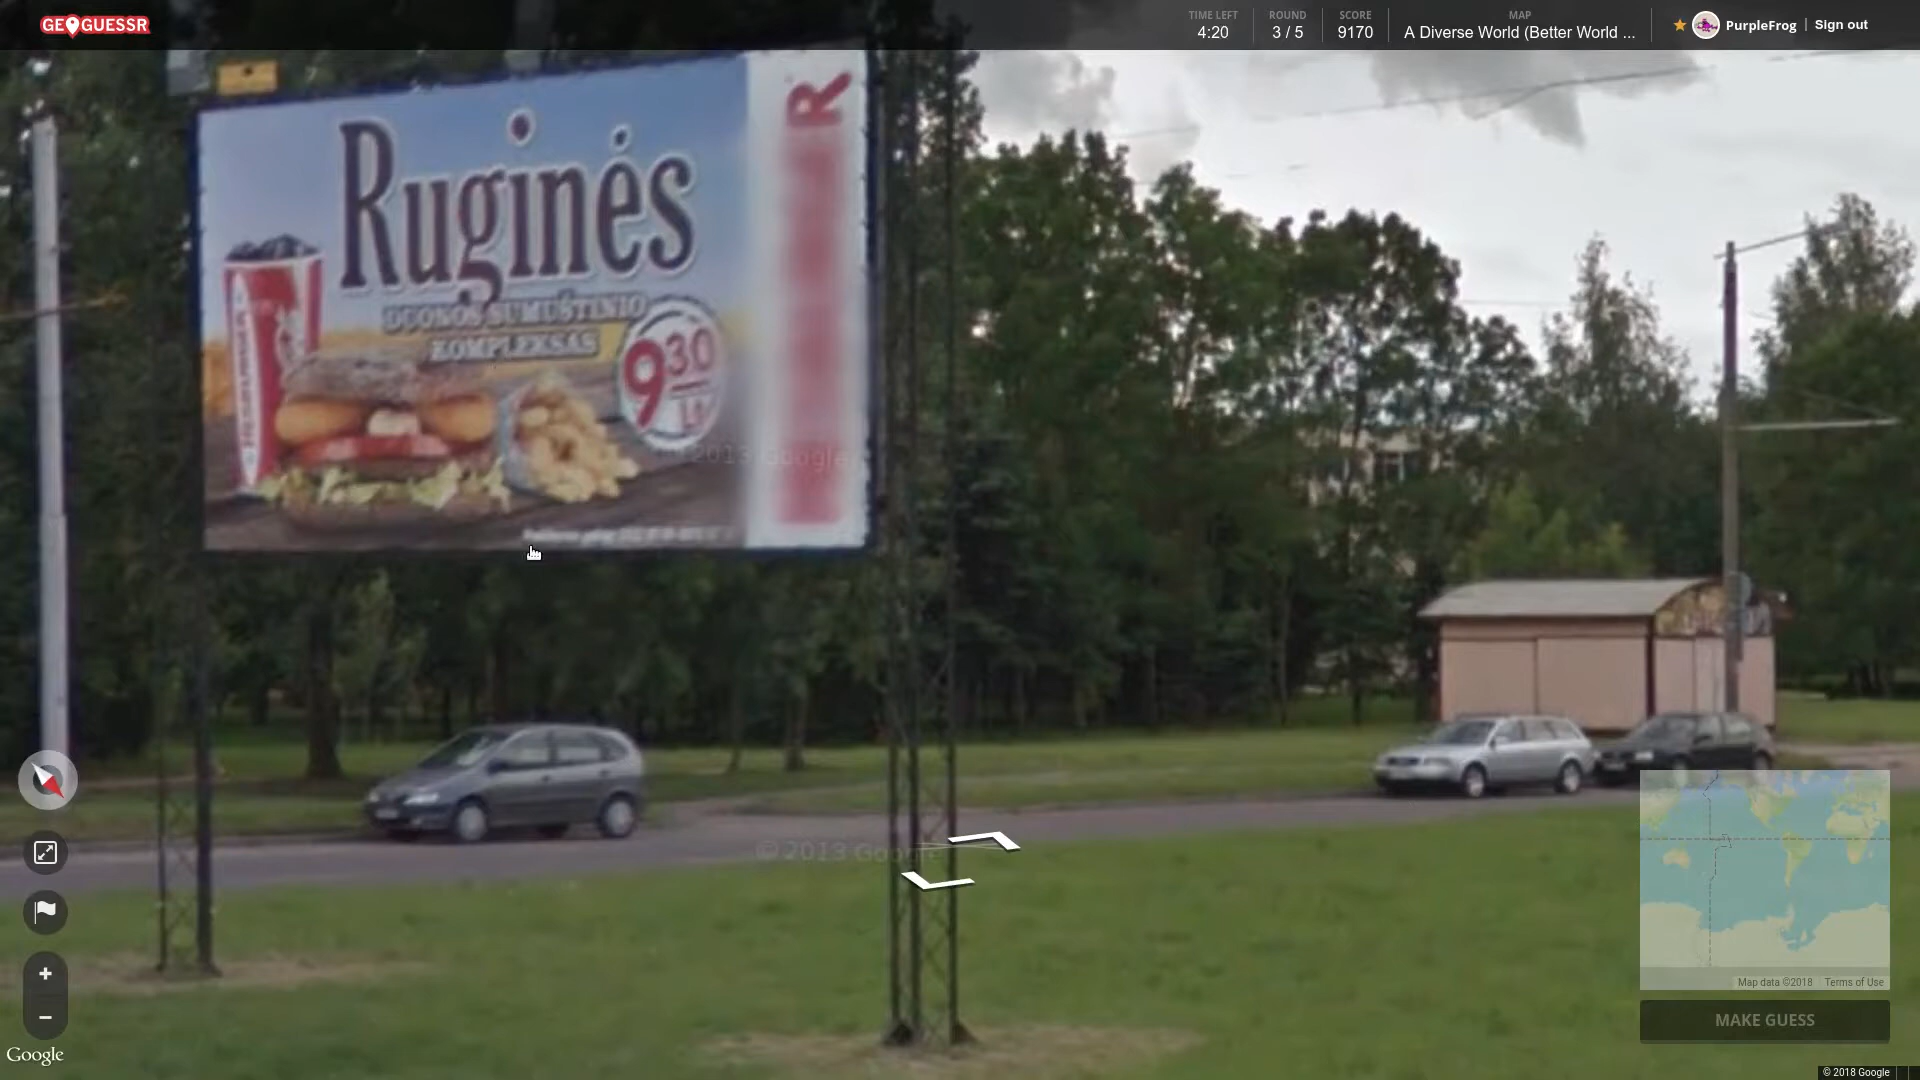 GEOGUESSR
TIME LEFT
4:20
ROUND
3 / 5
SCORE
9170
MAP
A Diverse World (Better World ...
PurpleFrog
Sign out
Ruginės
DUONOS SUMUŠTINIO
KOMPLEKSAS
9 30
Lt
HESBURGER
R
© 2013 Google
© 2013 Google
Map data ©2018
Terms of Use
MAKE GUESS
Google
© 2018 Google